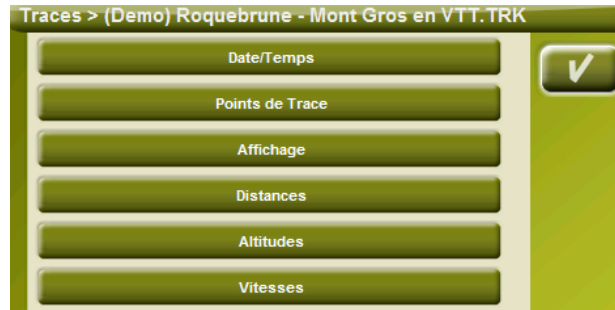 Traces > (Demo) Roquebrune - Mont Gros en VTT.TRK
Date/Temps
Points de Trace
Affichage
Distances
Altitudes
Vitesses